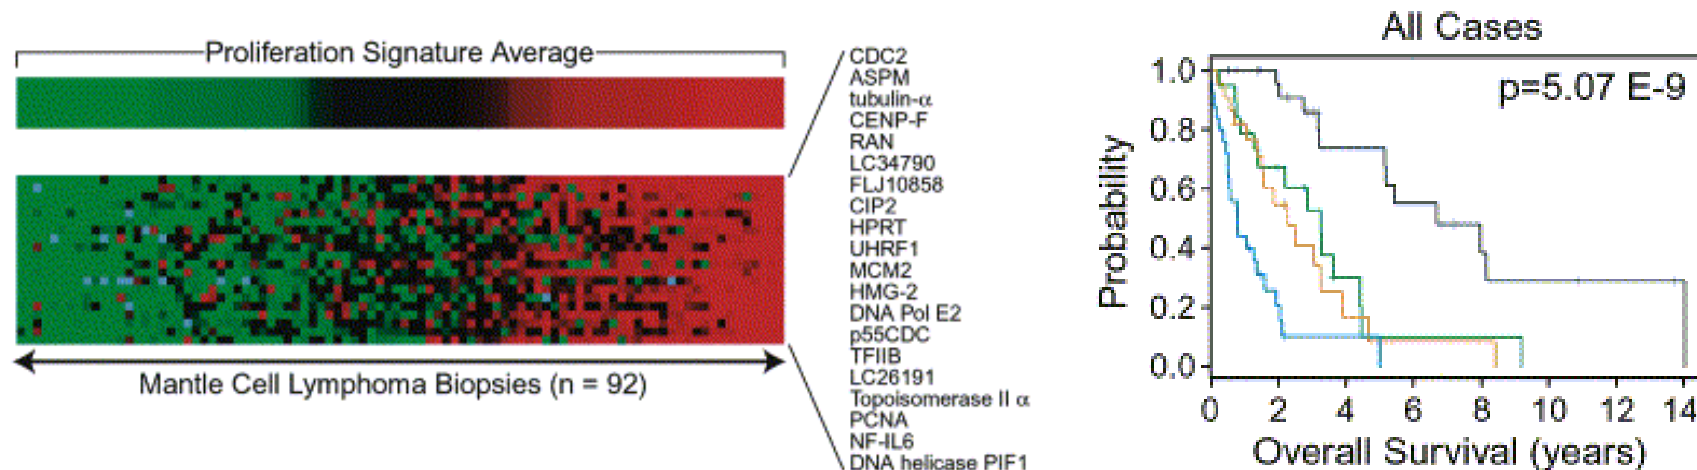 Proliferation Signature Average
CDC2
ASPM
tubulin-α
CENP-F
RAN
LC34790
FLJ10858
CIP2
HPRT
UHRF1
MCM2
HMG-2
DNA Pol E2
p55CDC
TFIIB
LC26191
Topoisomerase II α
PCNA
NF-IL6
DNA helicase PIF1
Mantle Cell Lymphoma Biopsies (n = 92)
All Cases
p=5.07 E-9
Probability
1.0
0.8
0.6
0.4
0.2
0.0
0 2 4 6 8 10 12 14
Overall Survival (years)